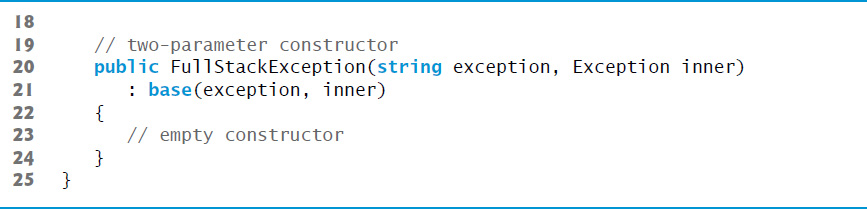 18
19 // two-parameter constructor
20 public FullStackException(string exception, Exception inner)
21 : base(exception, inner)
22 {
23 // empty constructor
24 }
25 }